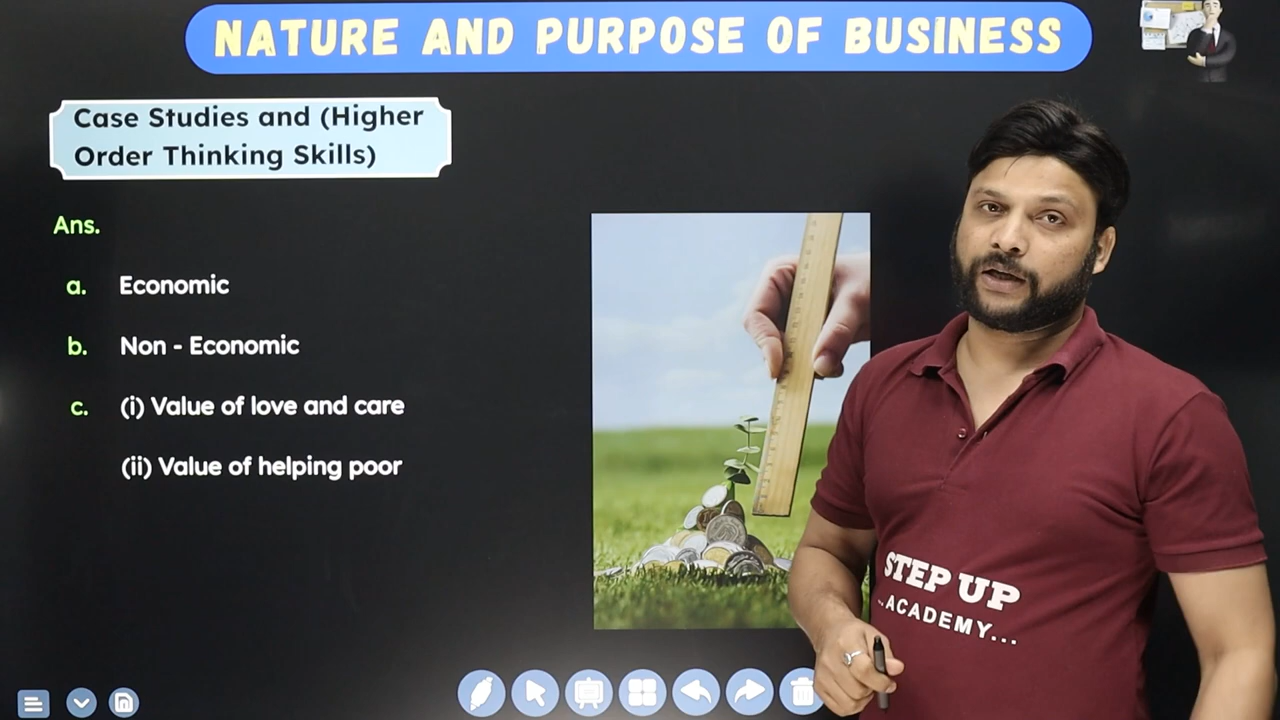 NATURE AND PURPOSE OF BUSINESS
Case Studies and (Higher
Order Thinking Skills)
Ans.
a. Economic
b. Non - Economic
c. (i) Value of love and care
(ii) Value of helping poor
STEP UP
..ACADEMY...